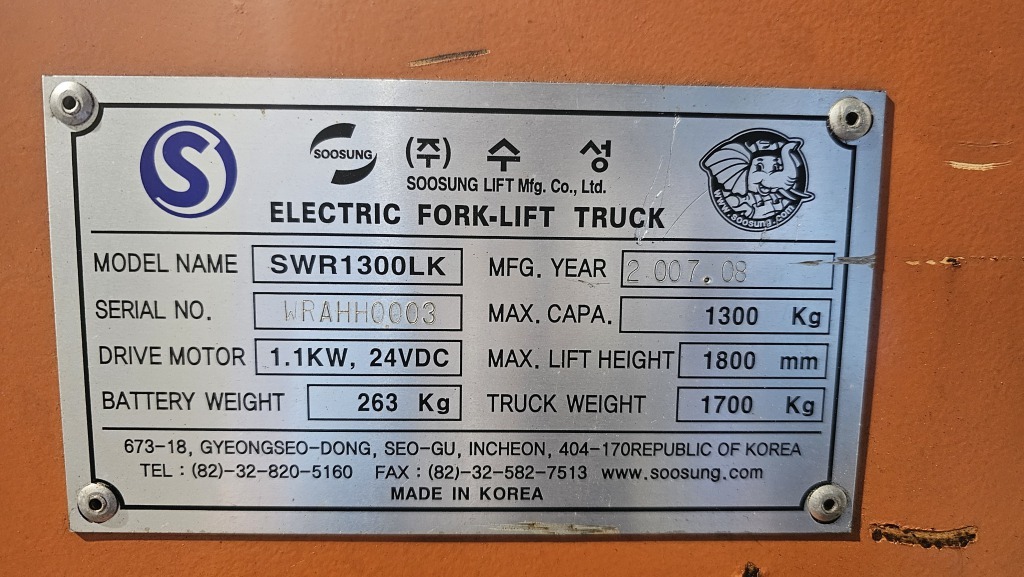 S SOOSUNG (주) 수 성
SOOSUNG LIFT Mfg. Co., Ltd.
www.soosung.com
ELECTRIC FORK-LIFT TRUCK
MODEL NAME SWR1300LK MFG. YEAR 2007.08
SERIAL NO. WRAHH0003 MAX. CAPA. 1300 Kg
DRIVE MOTOR 1.1KW, 24VDC MAX. LIFT HEIGHT 1800 mm
BATTERY WEIGHT 263 Kg TRUCK WEIGHT 1700 Kg
673-18, GYEONGSEO-DONG, SEO-GU, INCHEON, 404-170REPUBLIC OF KOREA
TEL : (82)-32-820-5160 FAX : (82)-32-582-7513 www.soosung.com
MADE IN KOREA